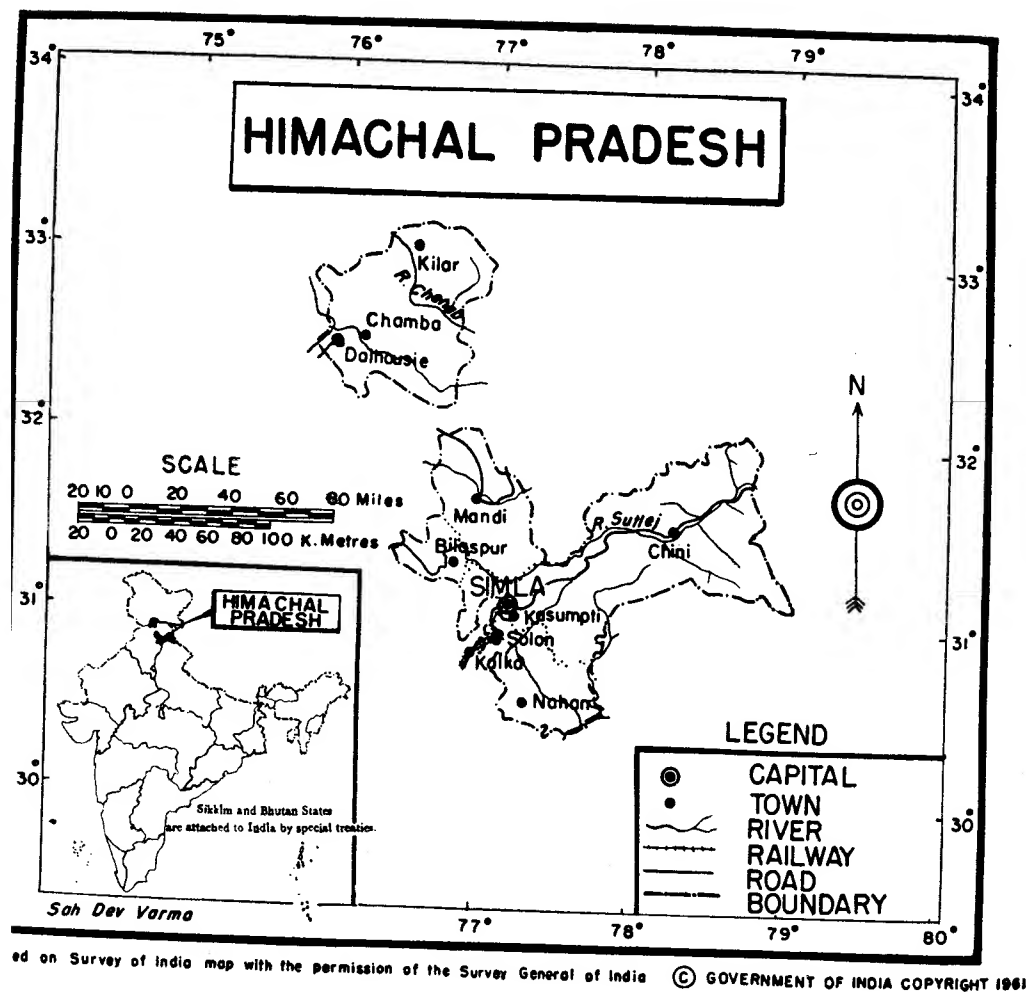 75° 76° 77° 78° 79°
34° 34°
HIMACHAL PRADESH
33° 33°
Kilar
R. Chenab
Chamba
Dalhousie
N
32° 32°
SCALE
20 10 0 20 40 60 80 Miles
20 0 20 40 60 80 100 K. Metres
Mandi
R. Sutlej
Chini
Bilaspur
SIMLA
31° 31°
Kasumpti
Solon
Kalka
Nahan
HIMACHAL
PRADESH
30° 30°
Sikkim and Bhutan States
are attached to India by special treaties.
LEGEND
CAPITAL
TOWN
RIVER
RAILWAY
ROAD
BOUNDARY
Sah Dev Varma
77° 78° 79° 80°
ed on Survey of India map with the permission of the Survey General of India © GOVERNMENT OF INDIA COPYRIGHT 1961